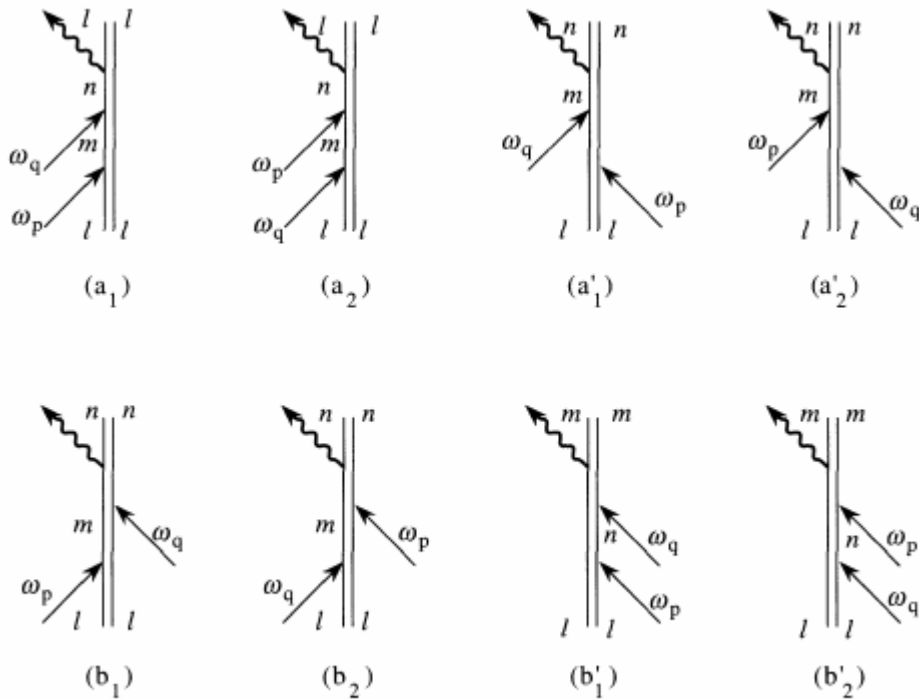 l l l l n n n n
n n m m
ω_q m ω_p m ω_q ω_p
ω_p ω_q ω_p ω_q
l l l l l l l l
(a_1) (a_2) (a'_1) (a'_2)
n n n n m m m m
m ω_q m ω_p n ω_q n ω_p
ω_p ω_q ω_p ω_q
l l l l l l l l
(b_1) (b_2) (b'_1) (b'_2)